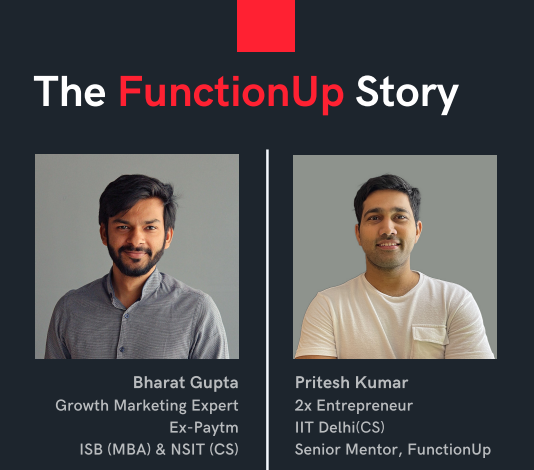 The FunctionUp Story
Bharat Gupta
Growth Marketing Expert
Ex-Paytm
ISB (MBA) & NSIT (CS)
Pritesh Kumar
2x Entrepreneur
IIT Delhi(CS)
Senior Mentor, FunctionUp